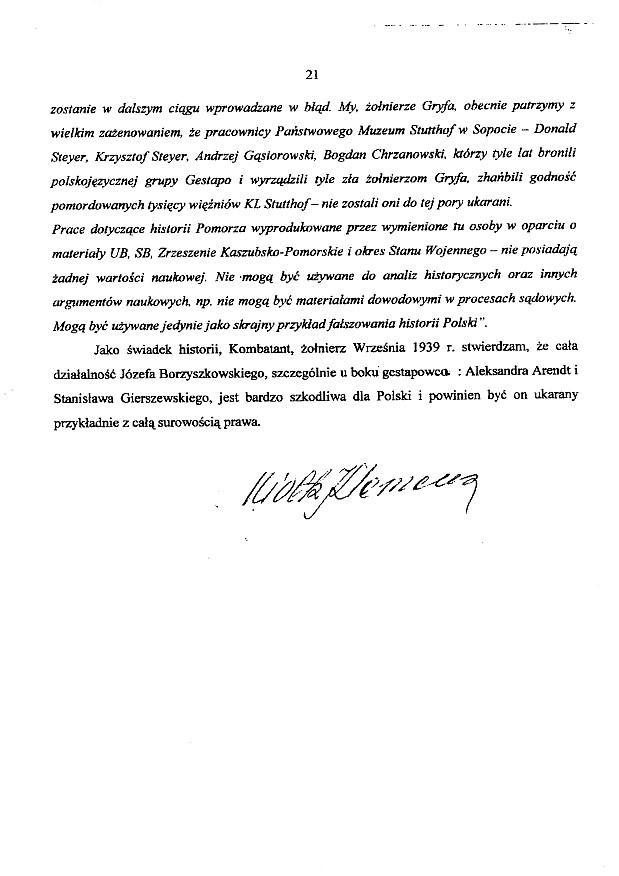 21
zostanie w dalszym ciągu wprowadzane w błąd. My, żołnierze Gryfa, obecnie patrzymy z
wielkim zażenowaniem, że pracownicy Państwowego Muzeum Stutthof w Sopocie – Donald
Steyer, Krzysztof Steyer, Andrzej Gąsiorowski, Bogdan Chrzanowski, którzy tyle lat bronili
polskojęzycznej grupy Gestapo i wyrządzili tyle zła żołnierzom Gryfa, zhańbili godność
pomordowanych tysięcy więźniów KL Stutthof – nie zostali oni do tej pory ukarani.
Prace dotyczące historii Pomorza wyprodukowane przez wymienione tu osoby w oparciu o
materiały UB, SB, Zrzeszenie Kaszubsko-Pomorskie i okres Stanu Wojennego – nie posiadają
żadnej wartości naukowej. Nie mogą być używane do analiz historycznych oraz innych
argumentów naukowych, np. nie mogą być materiałami dowodowymi w procesach sądowych.
Mogą być używane jedynie jako skrajny przykład fałszowania historii Polski".
Jako świadek historii, Kombatant, żołnierz Września 1939 r. stwierdzam, że cała
działalność Józefa Borzyszkowskiego, szczególnie u boku gestapowca. : Aleksandra Arendt i
Stanisława Gierszewskiego, jest bardzo szkodliwa dla Polski i powinien być on ukarany
przykładnie z całą surowością prawa.